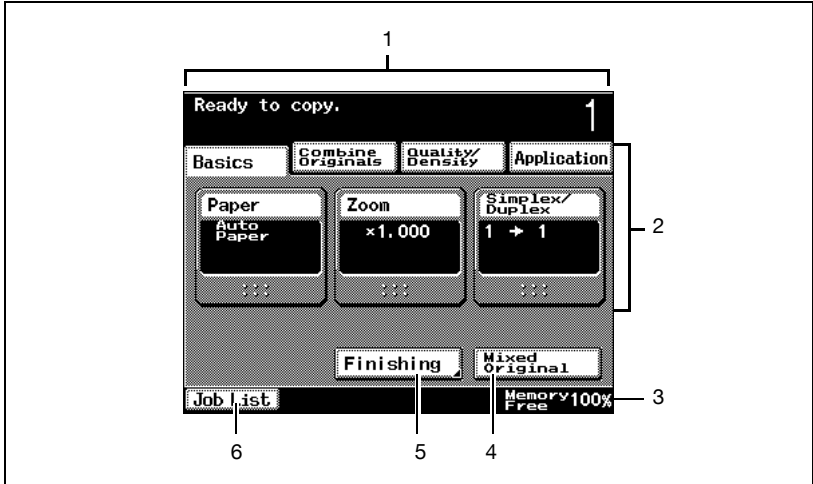 1
Ready to copy. 1
Basics
Combine
Originals
Quality/
Density
Application
Paper
Auto
Paper
Zoom
×1.000
Simplex/
Duplex
1 → 1
2
Finishing
Mixed
Original
Job List
Memory
Free 100%
3
6
5
4